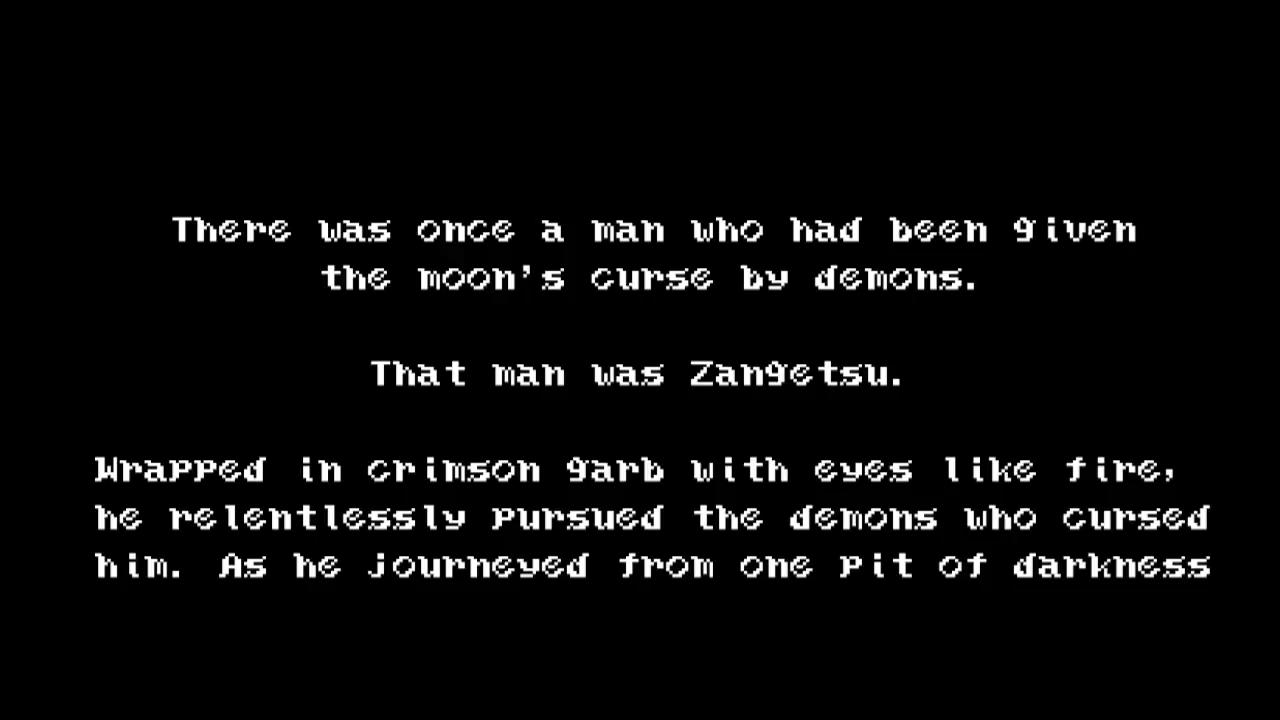 There was once a man who had been given
the moon's curse by demons.
That man was Zangetsu.
Wrapped in crimson garb with eyes like fire,
he relentlessly pursued the demons who cursed
him. As he journeyed from one pit of darkness